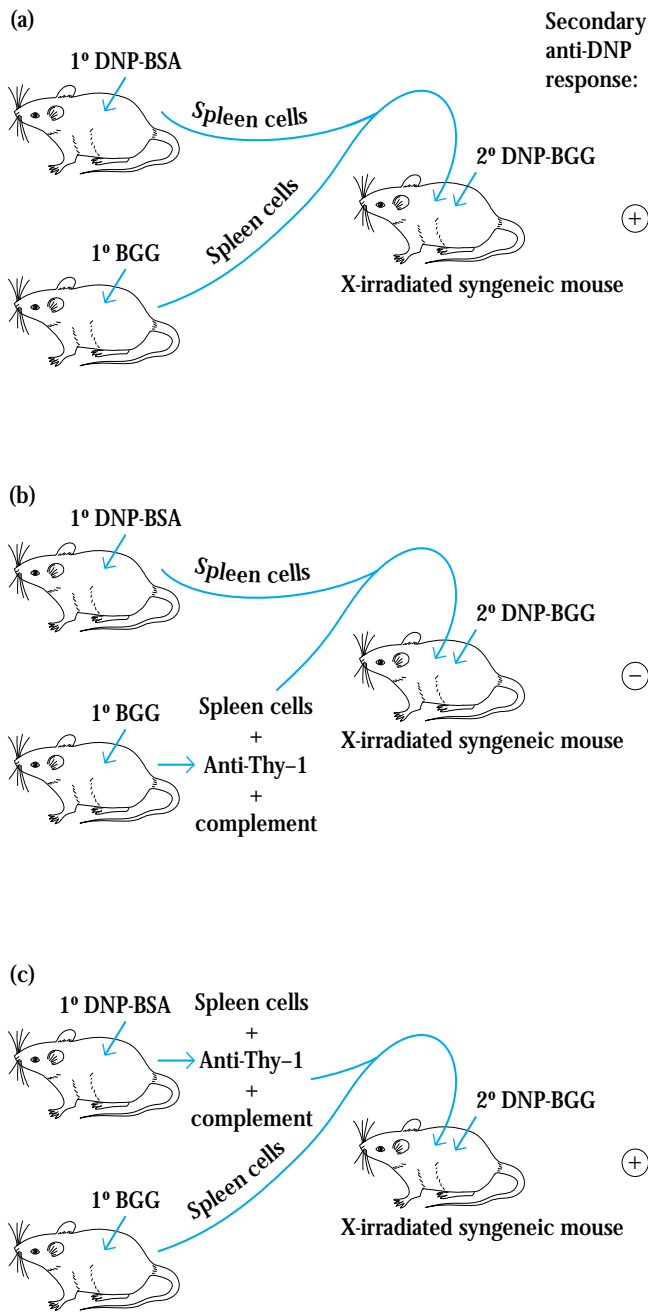 (a)
Secondary
anti-DNP
response:
1º DNP-BSA
Spleen cells
2º DNP-BGG
Spleen cells
+
1º BGG
X-irradiated syngeneic mouse
(b)
1º DNP-BSA
Spleen cells
2º DNP-BGG
−
1º BGG
Spleen cells
+
Anti-Thy–1
+
complement
X-irradiated syngeneic mouse
(c)
1º DNP-BSA
Spleen cells
+
Anti-Thy–1
+
complement
2º DNP-BGG
Spleen cells
+
1º BGG
X-irradiated syngeneic mouse